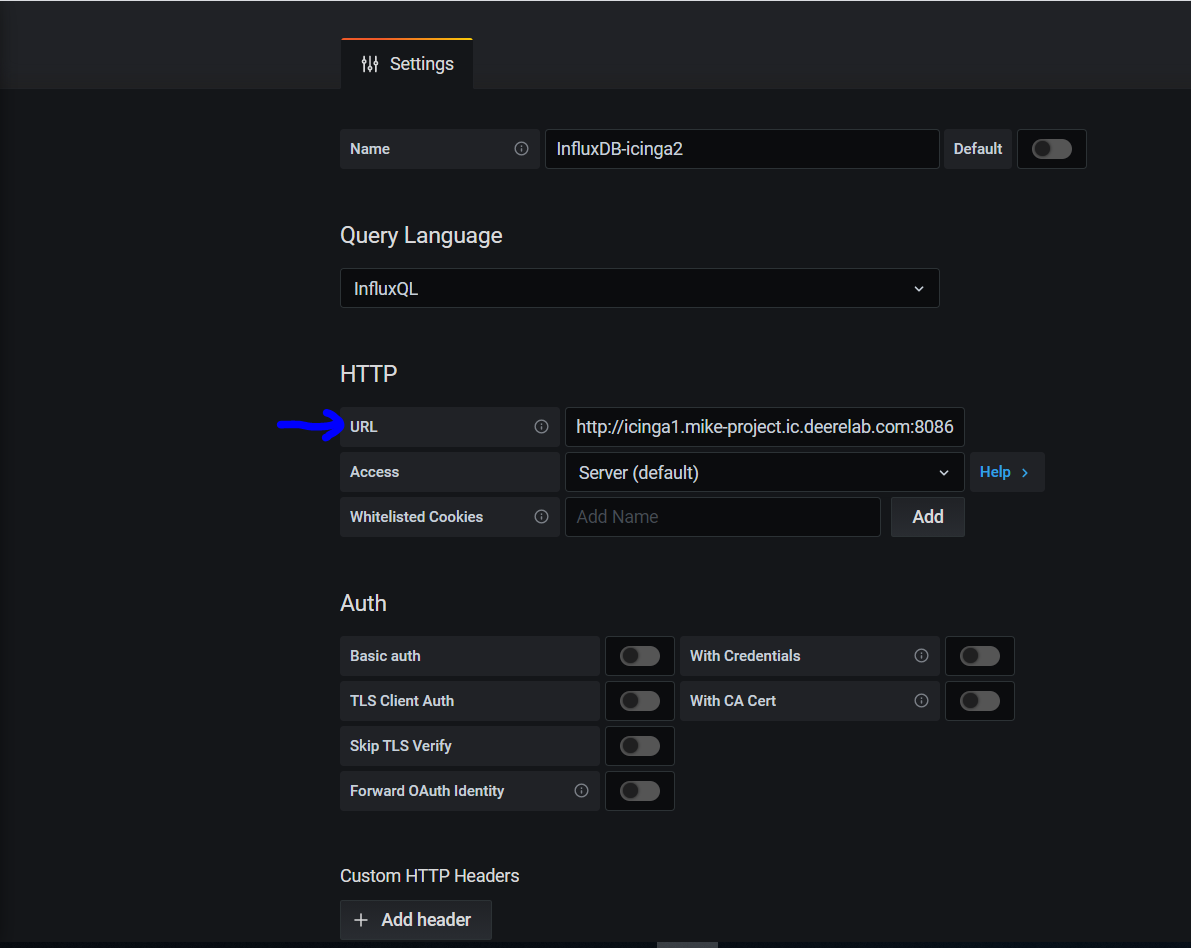 Settings
Name InfluxDB-icinga2 Default
Query Language
InfluxQL
HTTP
URL http://icinga1.mike-project.ic.deerelab.com:8086
Access Server (default) Help >
Whitelisted Cookies Add Name Add
Auth
Basic auth With Credentials
TLS Client Auth With CA Cert
Skip TLS Verify
Forward OAuth Identity
Custom HTTP Headers
+ Add header